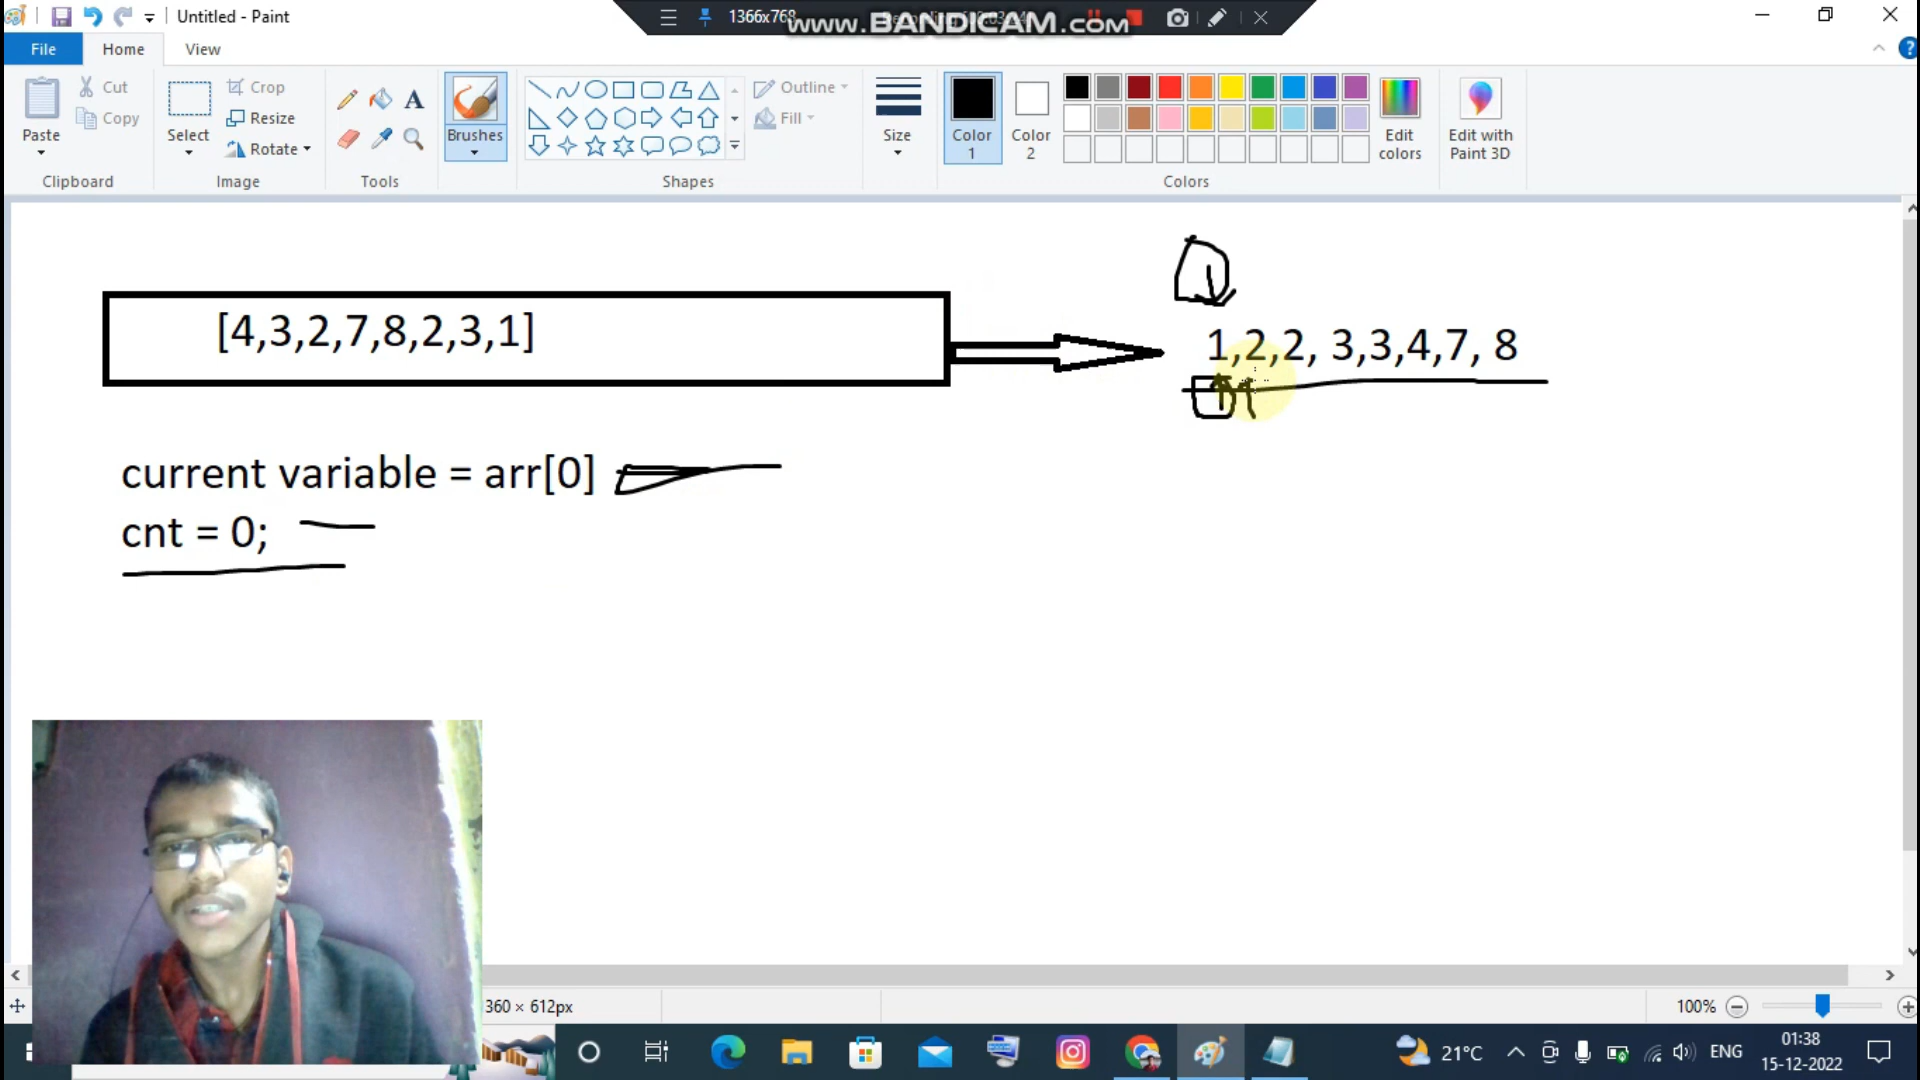 Untitled - Paint
1366x768
www.BANDICAM.com
File
Home
View
Paste
Cut
Copy
Clipboard
Select
Crop
Resize
Rotate
Image
Tools
Brushes
Shapes
Outline
Fill
Size
Color 1
Color 2
Edit colors
Edit with Paint 3D
Colors
[4,3,2,7,8,2,3,1]
1,2,2, 3,3,4,7, 8
current variable = arr[0]
cnt = 0;
360 × 612px
100%
21°C
ENG
01:38
15-12-2022